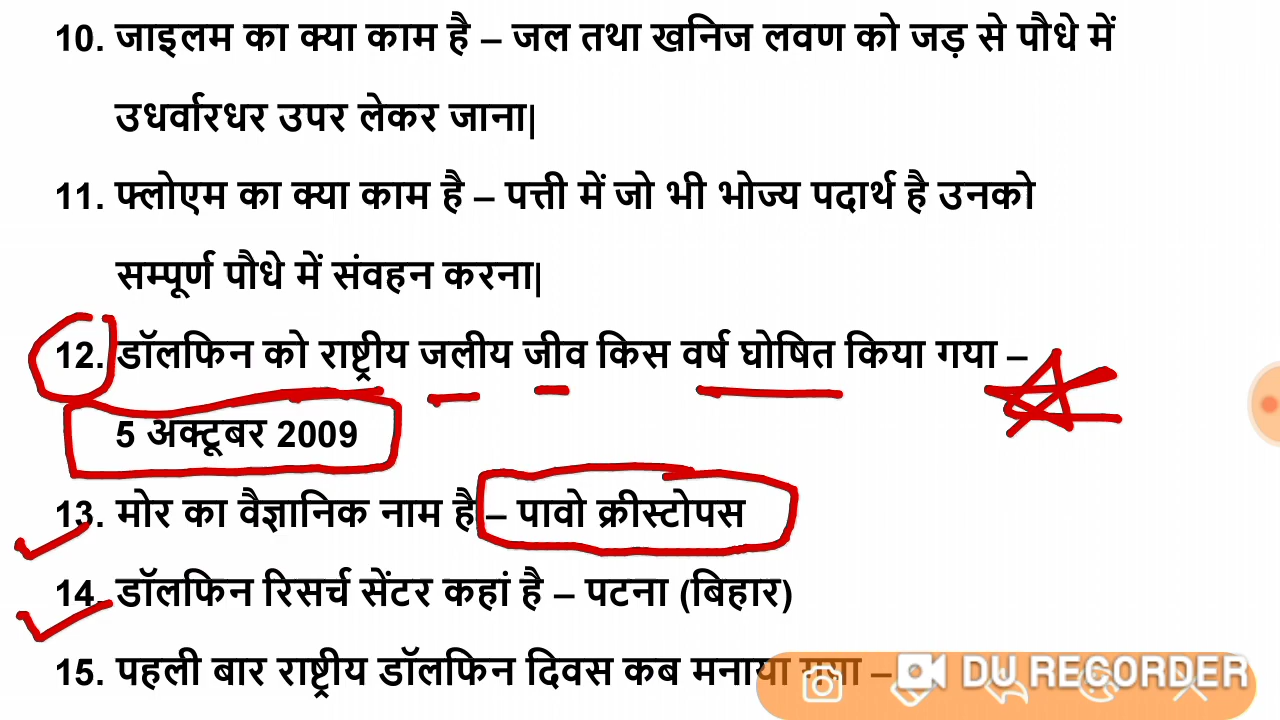 10. जाइलम का क्या काम है – जल तथा खनिज लवण को जड़ से पौधे में
उधर्वारधर उपर लेकर जाना|
11. फ्लोएम का क्या काम है – पत्ती में जो भी भोज्य पदार्थ है उनको
सम्पूर्ण पौधे में संवहन करना|
12. डॉलफिन को राष्ट्रीय जलीय जीव किस वर्ष घोषित किया गया –
5 अक्टूबर 2009
13. मोर का वैज्ञानिक नाम है – पावो क्रीस्टोपस
14. डॉलफिन रिसर्च सेंटर कहां है – पटना (बिहार)
15. पहली बार राष्ट्रीय डॉलफिन दिवस कब मनाया गया –
DU RECORDER